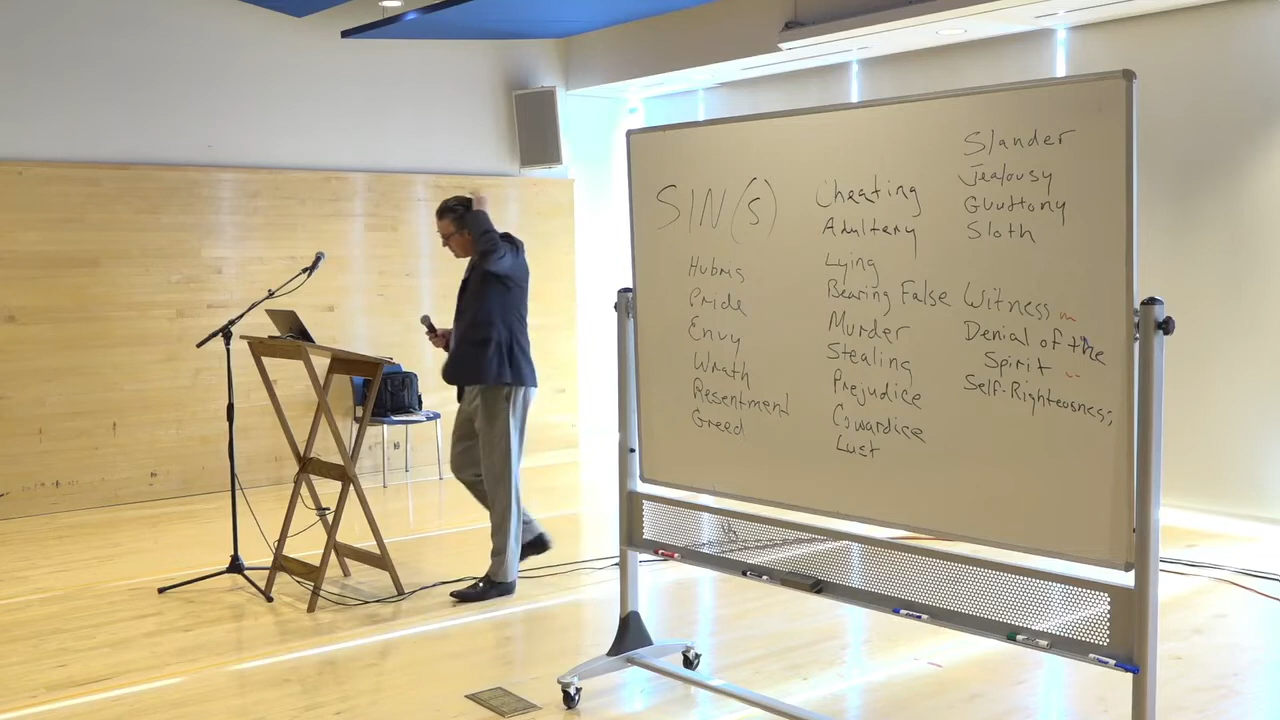 SIN(s)
Hubris
Pride
Envy
Wrath
Resentment
Greed
Cheating
Adultery
Lying
Bearing False Witness
Murder
Stealing
Prejudice
Cowardice
Lust
Slander
Jealousy
Gluttony
Sloth
Denial of the
Spirit
Self-Righteousness;